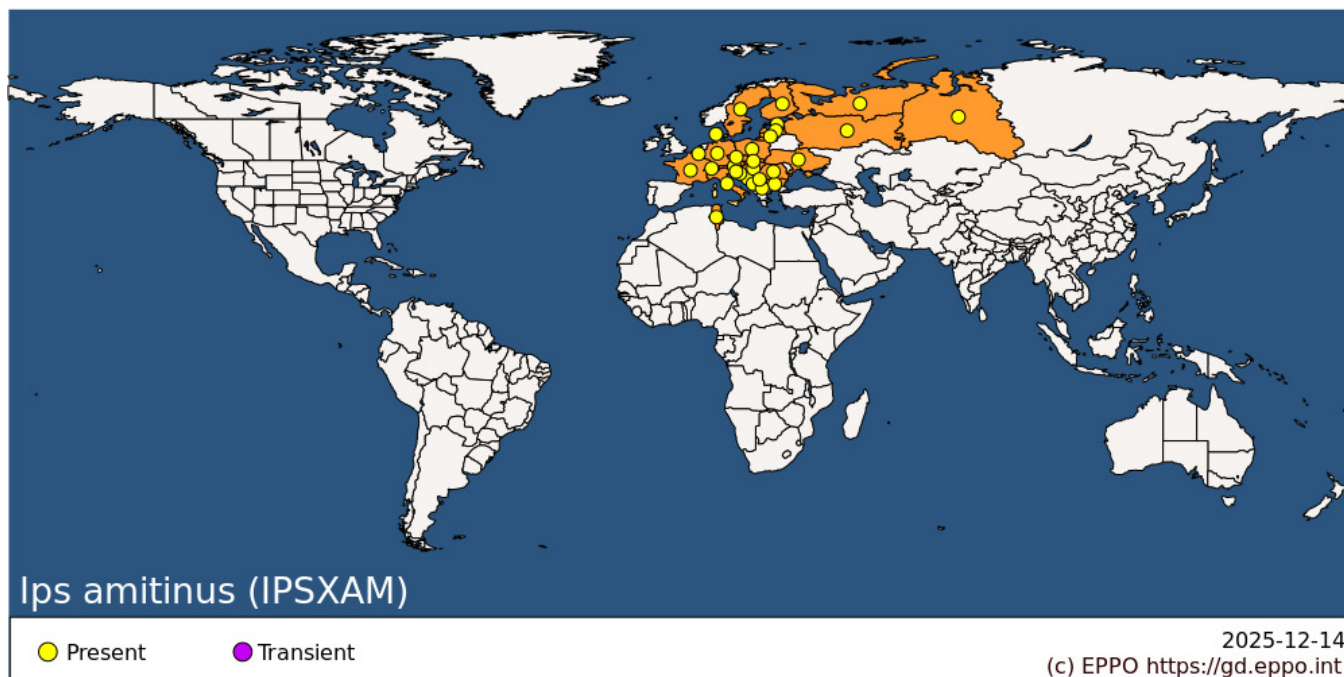 Ips amitinus (IPSXAM)
Present
Transient
2025-12-14
(c) EPPO https://gd.eppo.int